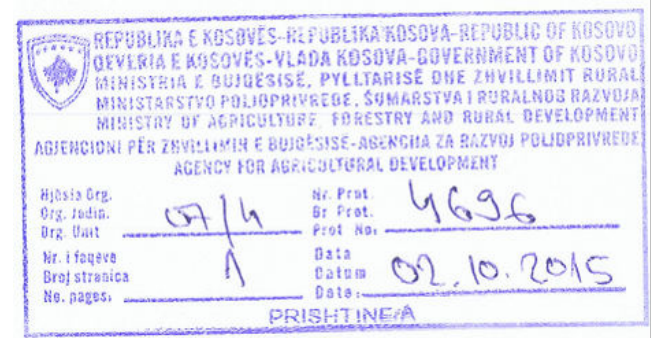 REPUBLIKA E KOSOVËS-REPUBLIKA KOSOVA-REPUBLIC OF KOSOVO
QEVERIA E KOSOVËS-VLADA KOSOVA-GOVERNMENT OF KOSOVO
MINISTRIA E BUJQËSISË, PYLLTARISË DHE ZHVILLIMIT RURAL
MINISTARSTVO POLJOPRIVREDE, ŠUMARSTVA I RURALNOG RAZVOJA
MINISTRY OF AGRICULTURE, FORESTRY AND RURAL DEVELOPMENT
AGJENCIONI PËR ZHVILLIMIN E BUJQËSISË-AGENCIJA ZA RAZVOJ POLJOPRIVREDE
AGENCY FOR AGRICULTURAL DEVELOPMENT
Njësia Org. Nr. Prot.
Org. Jedin. 07/4 Br Prot. 4696
Org. Unit Prot No:
Nr. i faqeve Data
Broj stranica 1 Datum 02.10.2015
No. pages: Date:
PRISHTINË/A